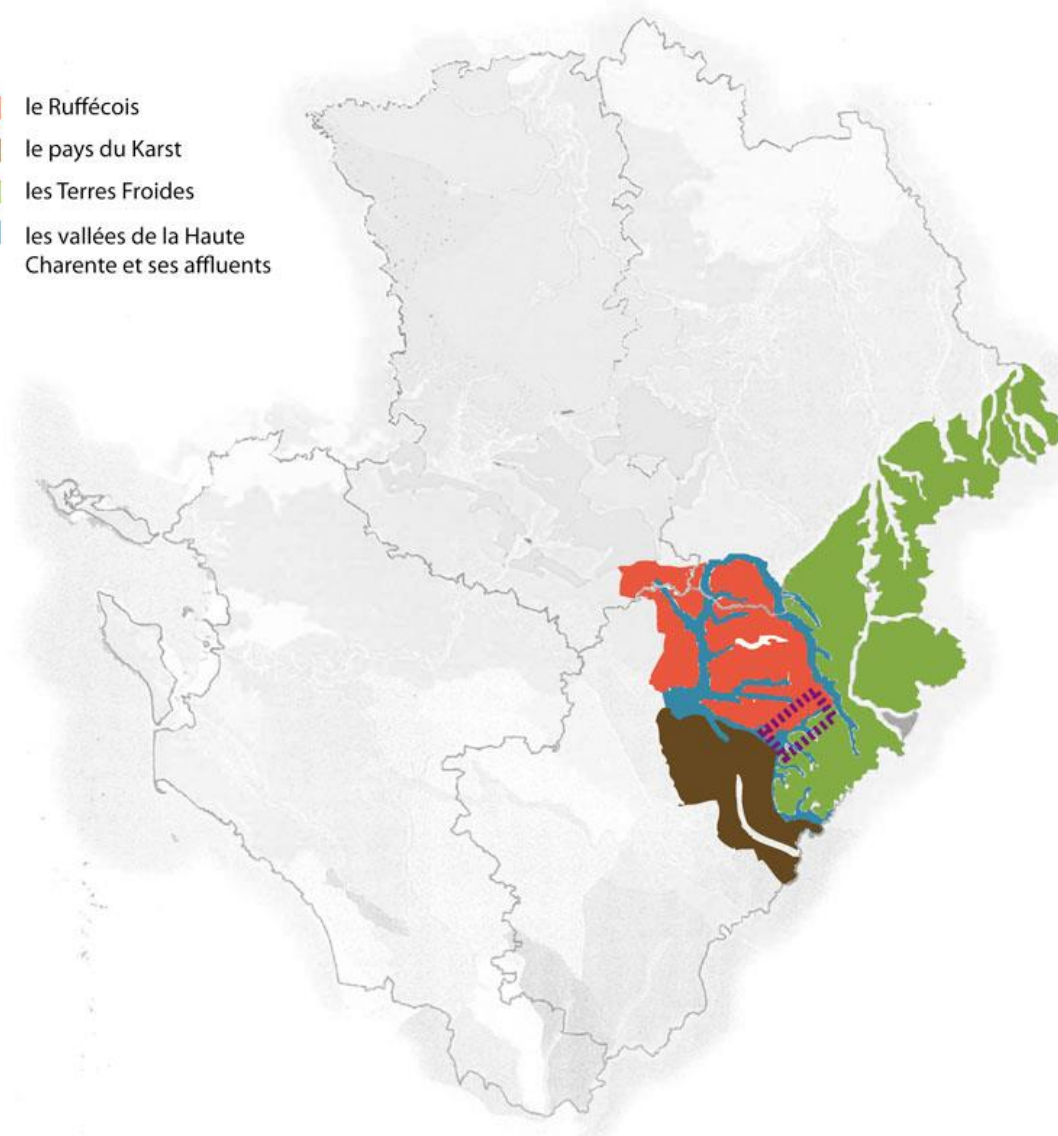 le Ruffécois
le pays du Karst
les Terres Froides
les vallées de la Haute
Charente et ses affluents